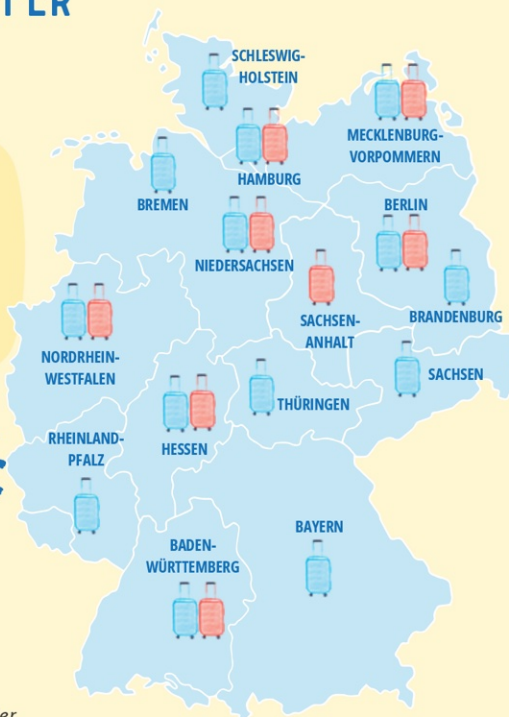 SCHLESWIG-
HOLSTEIN
MECKLENBURG-
VORPOMMERN
HAMBURG
BREMEN
BERLIN
NIEDERSACHSEN
BRANDENBURG
SACHSEN-
ANHALT
NORDRHEIN-
WESTFALEN
SACHSEN
THÜRINGEN
HESSEN
RHEINLAND-
PFALZ
BAYERN
BADEN-
WÜRTTEMBERG